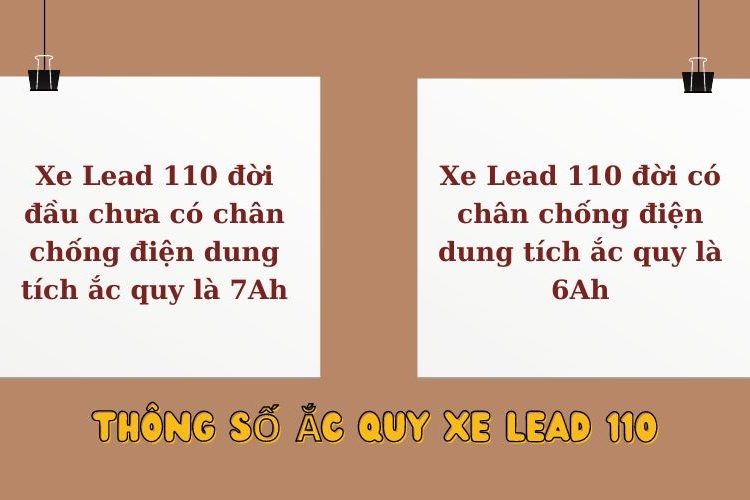 Xe Lead 110 đời
đầu chưa có chân
chống điện dung
tích ắc quy là 7Ah
Xe Lead 110 đời có
chân chống điện
dung tích ắc quy là
6Ah
THÔNG SỐ ẮC QUY XE LEAD 110